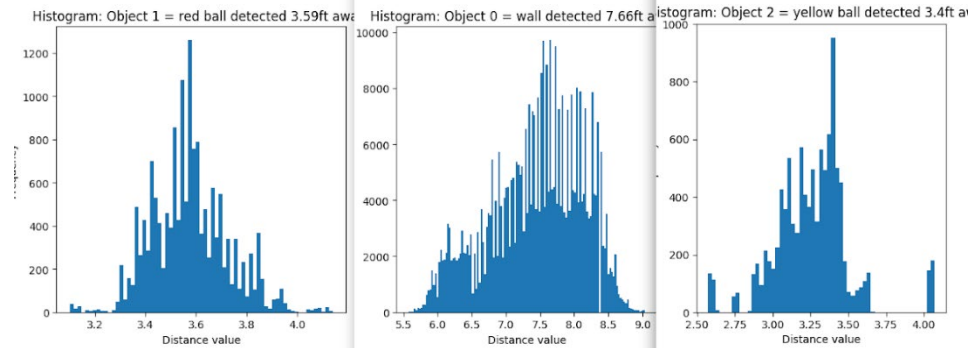 Histogram: Object 1 = red ball detected 3.59ft awa
1200
1000
800
600
400
200
0
3.2 3.4 3.6 3.8 4.0
Distance value
Histogram: Object 0 = wall detected 7.66ft a
10000
8000
6000
4000
2000
0
5.5 6.0 6.5 7.0 7.5 8.0 8.5 9.0
Distance value
istogram: Object 2 = yellow ball detected 3.4ft aw
1000
800
600
400
200
0
2.50 2.75 3.00 3.25 3.50 3.75 4.00
Distance value